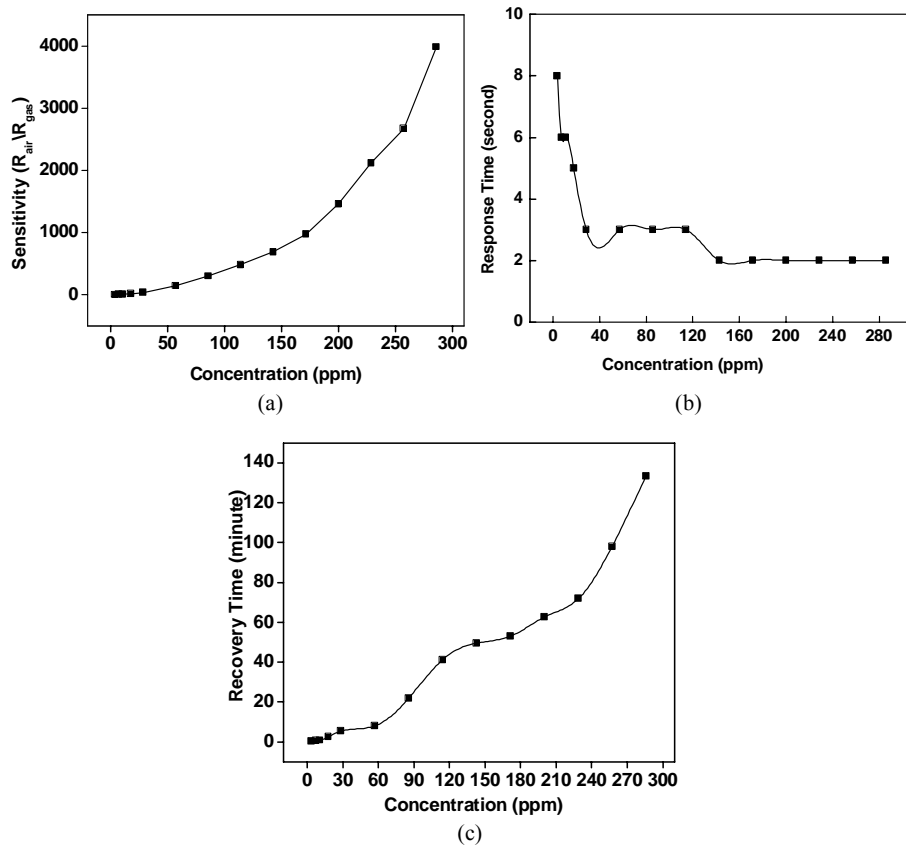 4000
3000
2000
1000
0
Sensitivity (R_air\R_gas)
0 50 100 150 200 250 300
Concentration (ppm)
(a)
10
8
6
4
2
0
Response Time (second)
0 40 80 120 160 200 240 280
Concentration (ppm)
(b)
140
120
100
80
60
40
20
0
Recovery Time (minute)
0 30 60 90 120 150 180 210 240 270 300
Concentration (ppm)
(c)